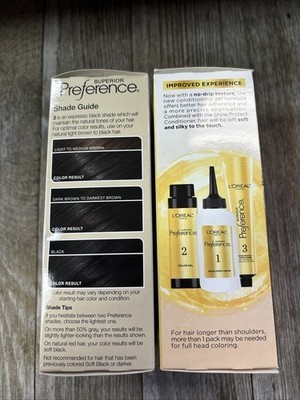 SUPERIOR
Preference.
Shade Guide
3 is an espresso black shade which will
maintain the natural tones of your hair.
For optimal color results, use on your
natural light brown to black hair.
LIGHT TO MEDIUM BROWN
COLOR RESULT
DARK BROWN TO DARKEST BROWN
COLOR RESULT
BLACK
COLOR RESULT
Color result may vary depending on your
starting hair color and condition.
Shade Tips
If you hesitate between two Preference
shades, choose the lightest one.
On more than 50% gray, your results will be
slightly lighter-looking than the results shown.
On natural red hair, your color results will be
soft black.
Not recommended for hair that has been
previously colored Soft Black or darker.
IMPROVED EXPERIENCE
Now with a no-drip texture, the
new conditioning gel formula
offers better hair adherence and
a more precise application.
Combined with the Shine Protect
Conditioner, hair will be left soft
and silky to the touch.
L'ORÉAL
Preference.
2
L'ORÉAL
Preference.
1
L'ORÉAL
Preference.
3
For hair longer than shoulders,
more than 1 pack may be needed
for full head coloring.